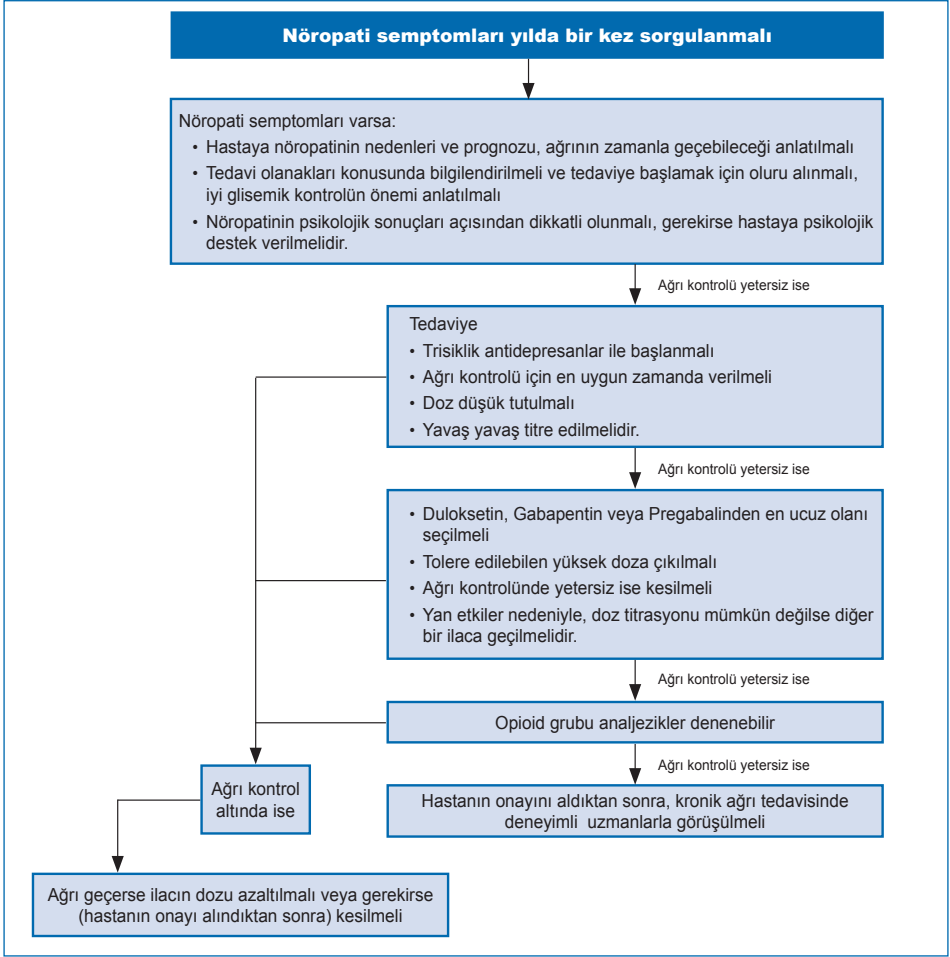 Nöropati semptomları yılda bir kez sorgulanmalı
Nöropati semptomları varsa:
• Hastaya nöropatinin nedenleri ve prognozu, ağrının zamanla geçebileceği anlatılmalı
• Tedavi olanakları konusunda bilgilendirilmeli ve tedaviye başlamak için oluru alınmalı,
iyi glisemik kontrolün önemi anlatılmalı
• Nöropatinin psikolojik sonuçları açısından dikkatli olunmalı, gerekirse hastaya psikolojik
destek verilmelidir.
Ağrı kontrolü yetersiz ise
Tedaviye
• Trisiklik antidepresanlar ile başlanmalı
• Ağrı kontrolü için en uygun zamanda verilmeli
• Doz düşük tutulmalı
• Yavaş yavaş titre edilmelidir.
Ağrı kontrolü yetersiz ise
• Duloksetin, Gabapentin veya Pregabalinden en ucuz olanı
seçilmeli
• Tolere edilebilen yüksek doza çıkılmalı
• Ağrı kontrolünde yetersiz ise kesilmeli
• Yan etkiler nedeniyle, doz titrasyonu mümkün değilse diğer
bir ilaca geçilmelidir.
Ağrı kontrolü yetersiz ise
Opioid grubu analjezikler denenebilir
Ağrı kontrolü yetersiz ise
Hastanın onayını aldıktan sonra, kronik ağrı tedavisinde
deneyimli uzmanlarla görüşülmeli
Ağrı kontrol
altında ise
Ağrı geçerse ilacın dozu azaltılmalı veya gerekirse
(hastanın onayı alındıktan sonra) kesilmeli